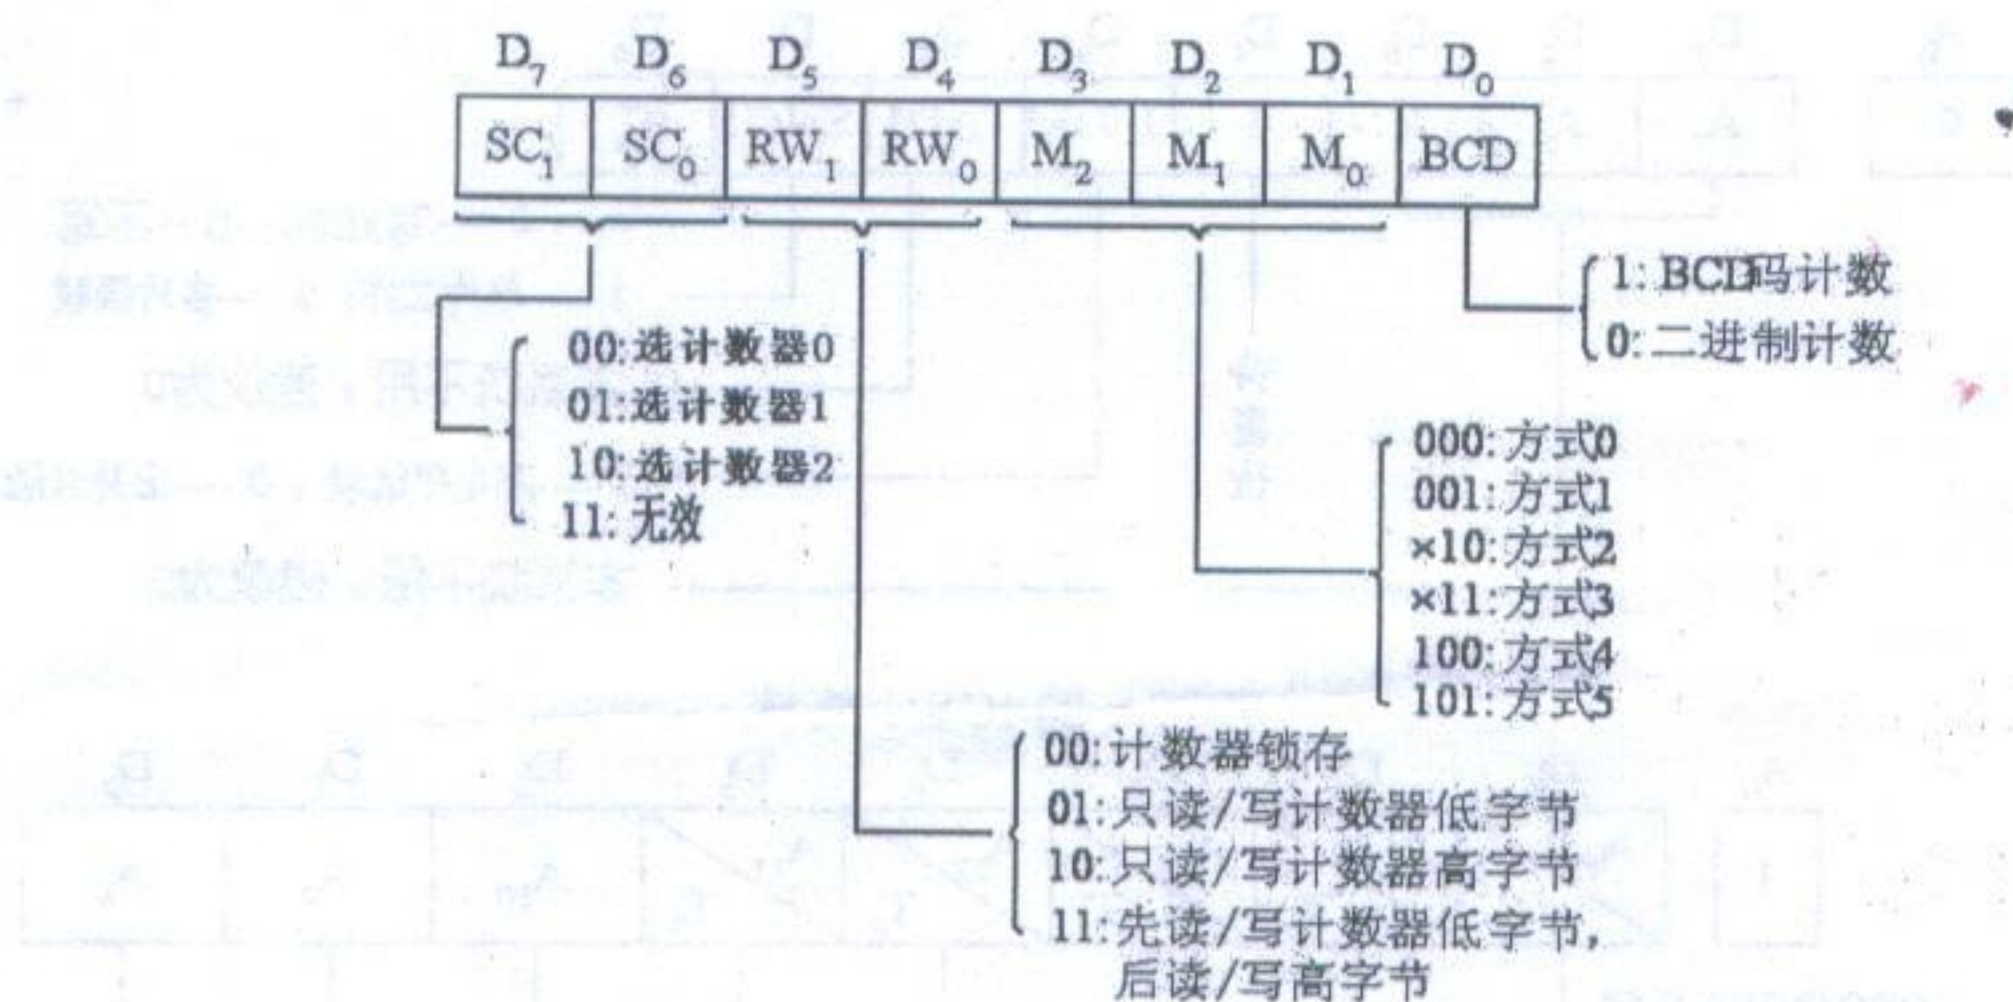 D₇ D₆ D₅ D₄ D₃ D₂ D₁ D₀
SC₁ SC₀ RW₁ RW₀ M₂ M₁ M₀ BCD
1: BCD码计数
0:二进制计数
00:选计数器0
01:选计数器1
10:选计数器2
11: 无效
000:方式0
001:方式1
×10:方式2
×11:方式3
100:方式4
101:方式5
00:计数器锁存
01:只读/写计数器低字节
10:只读/写计数器高字节
11:先读/写计数器低字节,
后读/写高字节